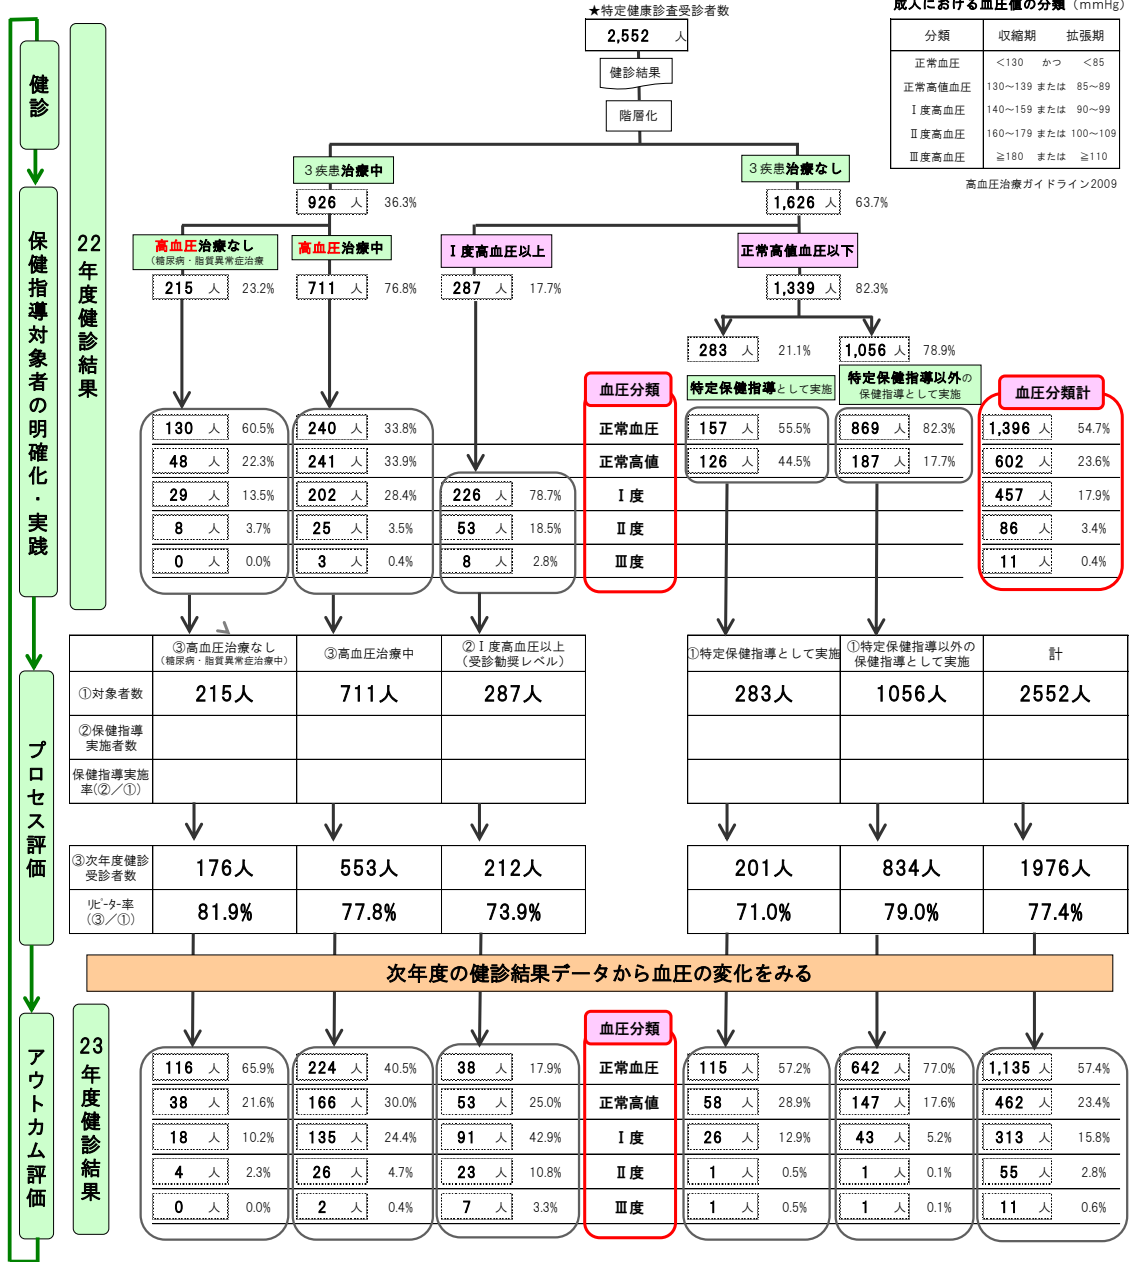 ★特定健康診査受診者数
2,552 人
健診結果
階層化
成人における血圧値の分類（mmHg）
分類 収縮期 拡張期
正常血圧 ＜130 かつ ＜85
正常高値血圧 130～139 または 85～89
Ⅰ度高血圧 140～159 または 90～99
Ⅱ度高血圧 160～179 または 100～109
Ⅲ度高血圧 ≧180 または ≧110
高血圧治療ガイドライン2009
健診
保健指導対象者の明確化・実践
プロセス評価
アウトカム評価
22年度健診結果
３疾患治療中
926 人 36.3%
３疾患治療なし
1,626 人 63.7%
高血圧治療なし
（糖尿病・脂質異常症治療
215 人 23.2%
高血圧治療中
711 人 76.8%
Ⅰ度高血圧以上
287 人 17.7%
正常高値血圧以下
1,339 人 82.3%
283 人 21.1%
1,056 人 78.9%
特定保健指導として実施
特定保健指導以外の
保健指導として実施
血圧分類
血圧分類計
130 人 60.5% 240 人 33.8% 正常血圧 157 人 55.5% 869 人 82.3% 1,396 人 54.7%
48 人 22.3% 241 人 33.9% 正常高値 126 人 44.5% 187 人 17.7% 602 人 23.6%
29 人 13.5% 202 人 28.4% 226 人 78.7% Ⅰ度 457 人 17.9%
8 人 3.7% 25 人 3.5% 53 人 18.5% Ⅱ度 86 人 3.4%
0 人 0.0% 3 人 0.4% 8 人 2.8% Ⅲ度 11 人 0.4%
③高血圧治療なし
（糖尿病・脂質異常症治療中）
③高血圧治療中
②Ⅰ度高血圧以上
（受診勧奨レベル）
①特定保健指導として実施
①特定保健指導以外の
保健指導として実施
計
①対象者数 215人 711人 287人 283人 1056人 2552人
②保健指導
実施者数
保健指導実施
率(②／①)
③次年度健診
受診者数
176人 553人 212人 201人 834人 1976人
ﾘﾋﾟｰﾀｰ率
（③／①）
81.9% 77.8% 73.9% 71.0% 79.0% 77.4%
次年度の健診結果データから血圧の変化をみる
23年度健診結果
血圧分類
116 人 65.9% 224 人 40.5% 38 人 17.9% 正常血圧 115 人 57.2% 642 人 77.0% 1,135 人 57.4%
38 人 21.6% 166 人 30.0% 53 人 25.0% 正常高値 58 人 28.9% 147 人 17.6% 462 人 23.4%
18 人 10.2% 135 人 24.4% 91 人 42.9% Ⅰ度 26 人 12.9% 43 人 5.2% 313 人 15.8%
4 人 2.3% 26 人 4.7% 23 人 10.8% Ⅱ度 1 人 0.5% 1 人 0.1% 55 人 2.8%
0 人 0.0% 2 人 0.4% 7 人 3.3% Ⅲ度 1 人 0.5% 1 人 0.1% 11 人 0.6%